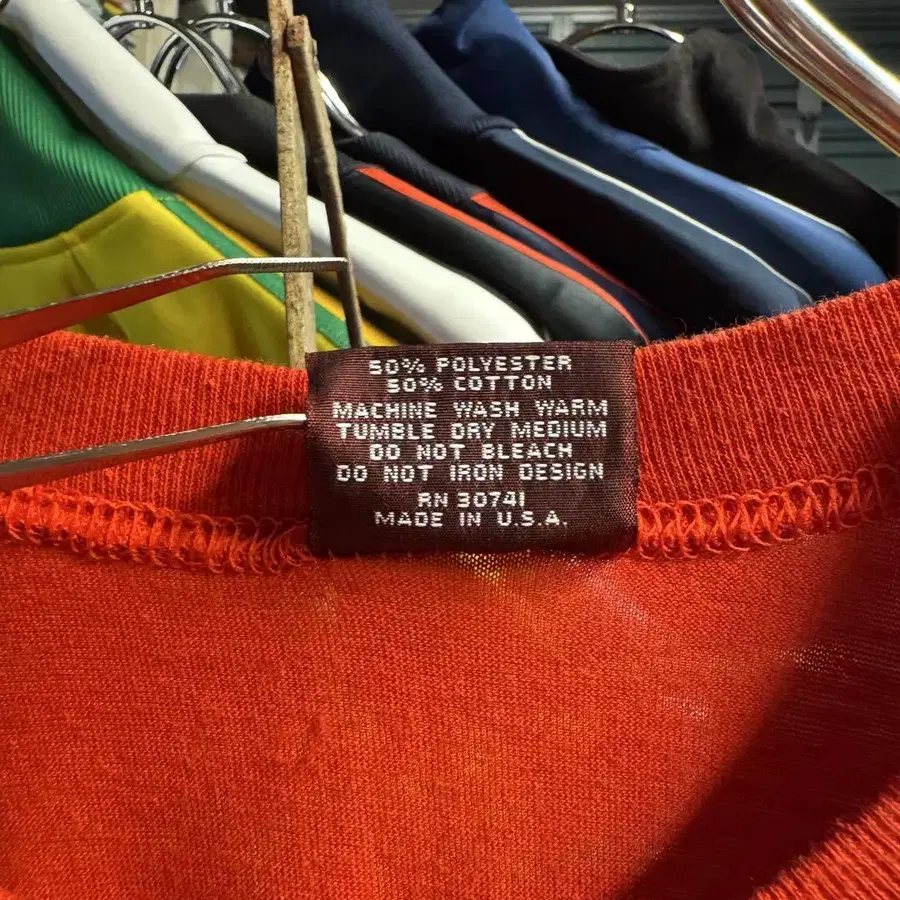 50% POLYESTER
50% COTTON
MACHINE WASH WARM
TUMBLE DRY MEDIUM
DO NOT BLEACH
DO NOT IRON DESIGN
RN 30741
MADE IN U.S.A.